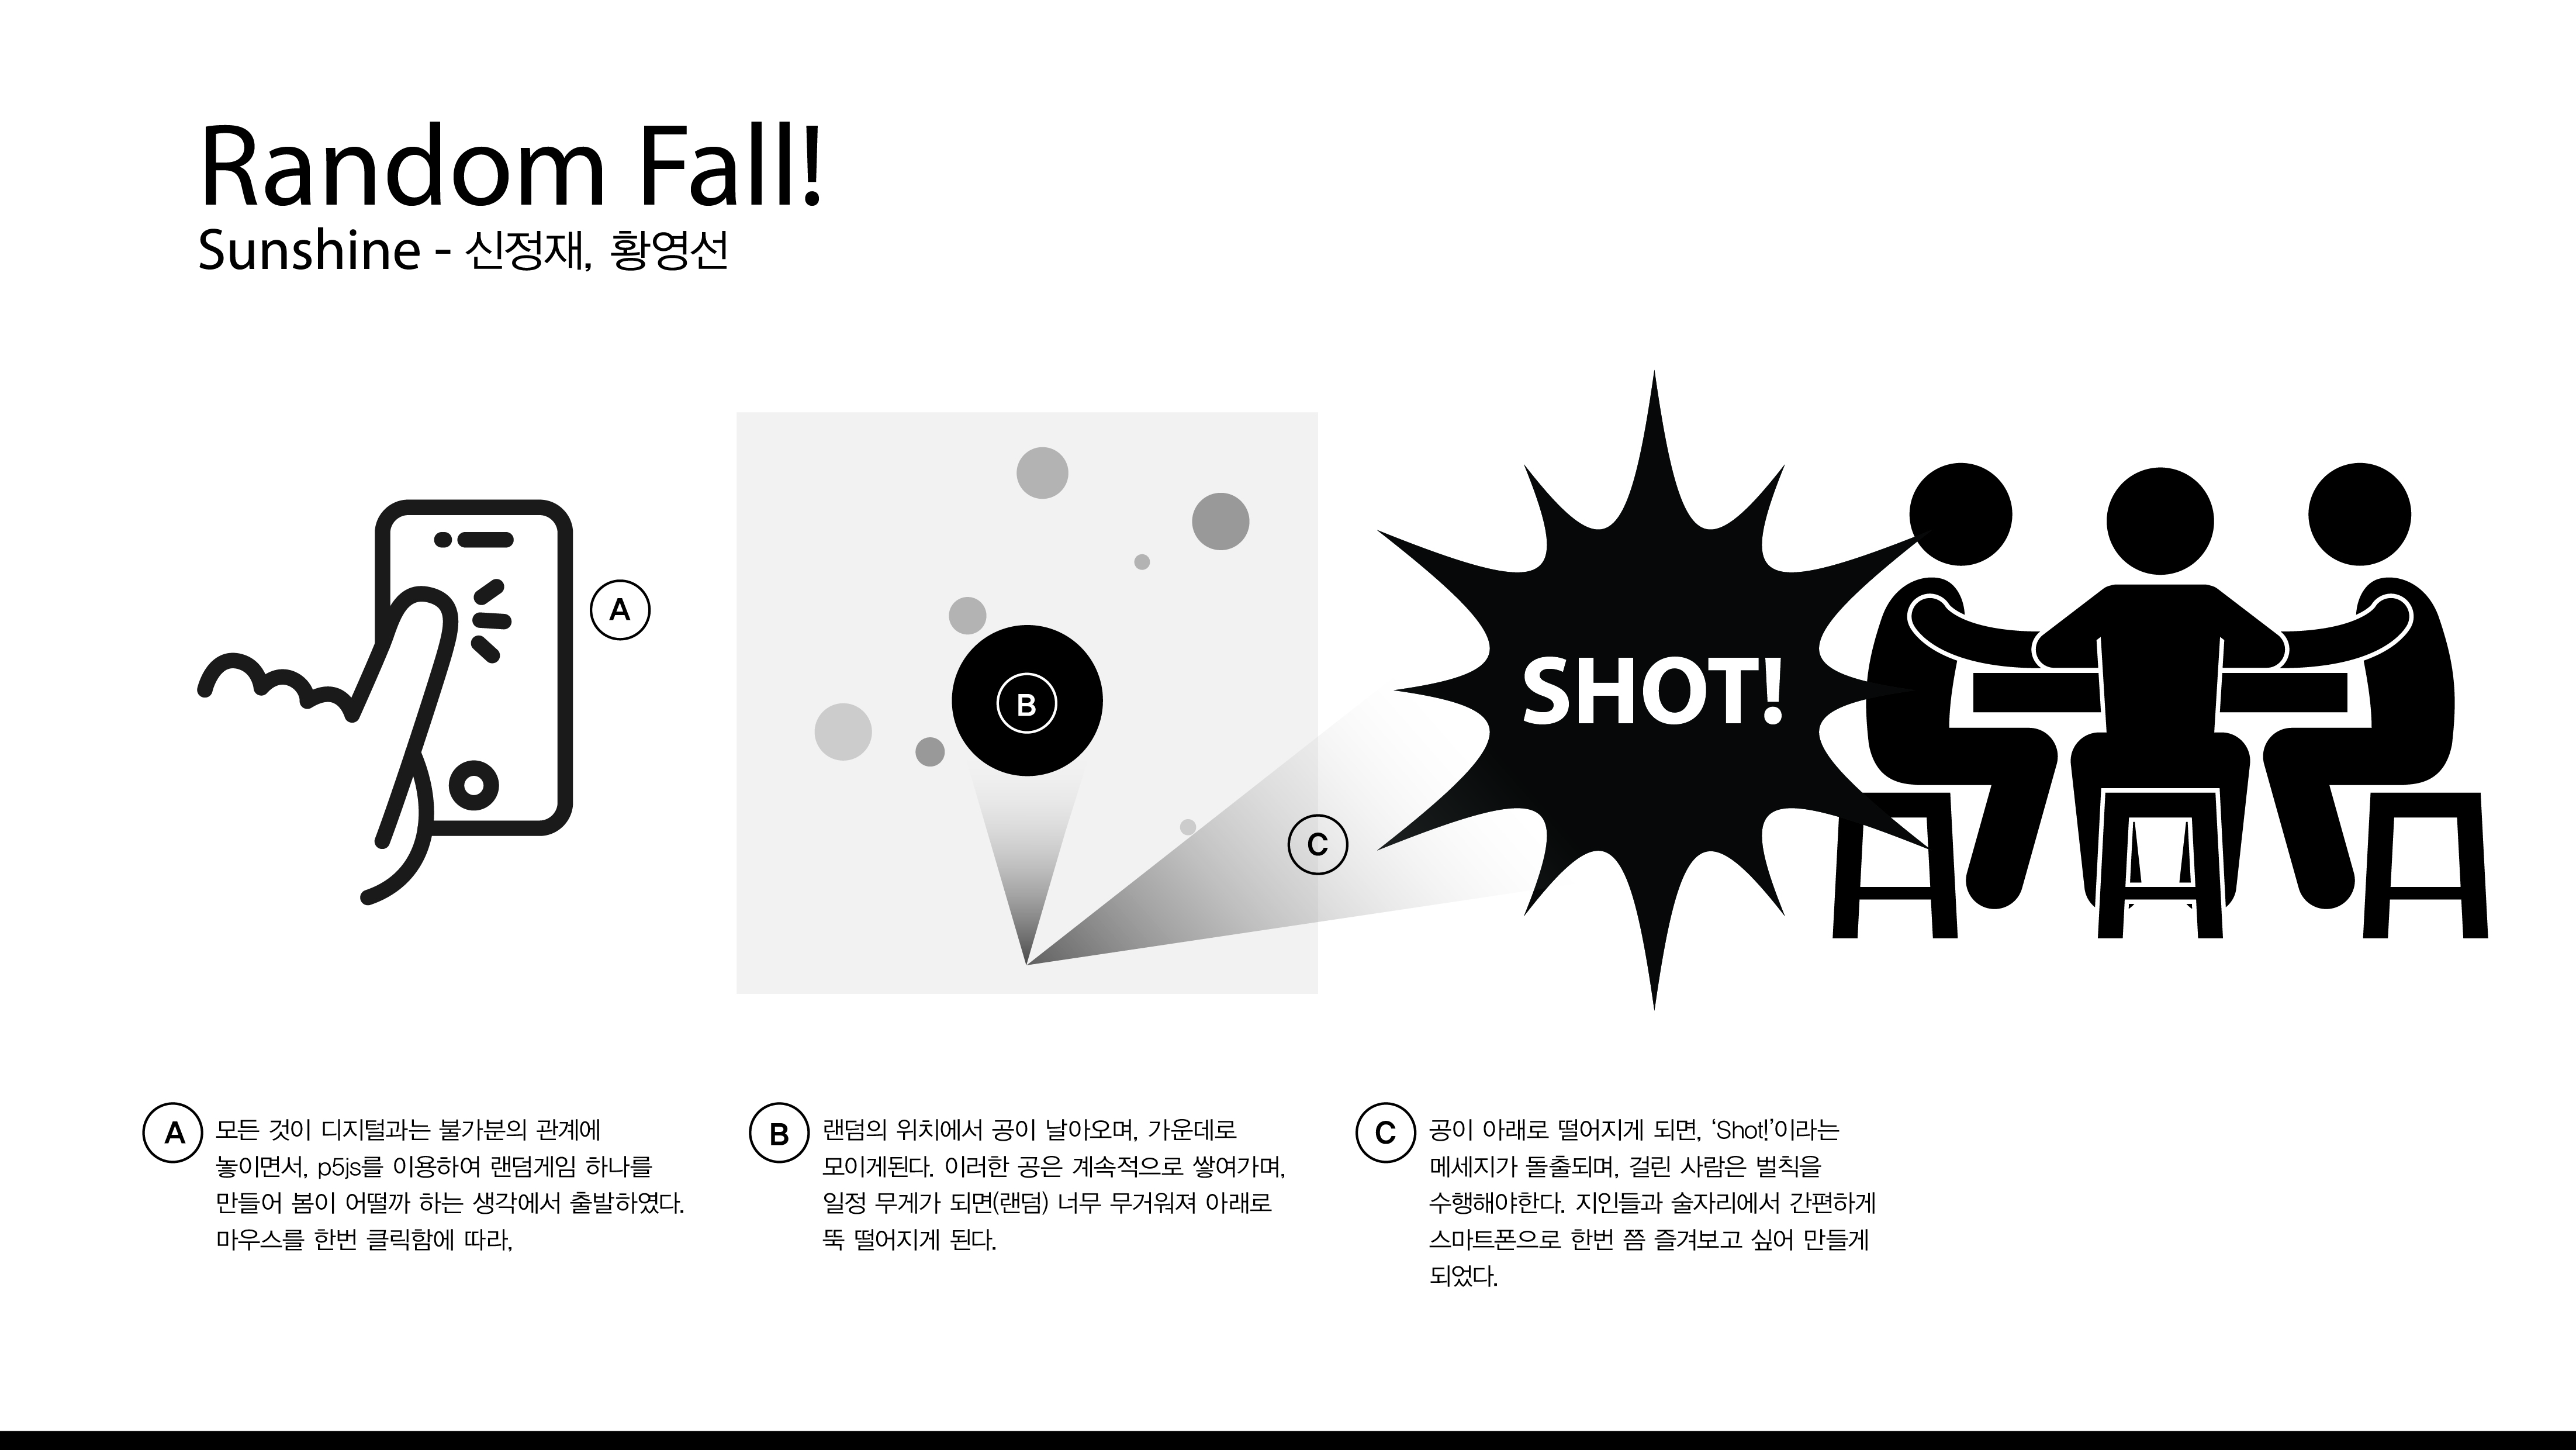 Random Fall!
Sunshine - 신정재, 황영선
A
B
C
SHOT!
A 모든 것이 디지털과는 불가분의 관계에
놓이면서, p5js를 이용하여 랜덤게임 하나를
만들어 봄이 어떨까 하는 생각에서 출발하였다.
마우스를 한번 클릭함에 따라,
B 랜덤의 위치에서 공이 날아오며, 가운데로
모이게된다. 이러한 공은 계속적으로 쌓여가며,
일정 무게가 되면(랜덤) 너무 무거워져 아래로
뚝 떨어지게 된다.
C 공이 아래로 떨어지게 되면, ‘Shot!’이라는
메세지가 돌출되며, 걸린 사람은 벌칙을
수행해야한다. 지인들과 술자리에서 간편하게
스마트폰으로 한번 쯤 즐겨보고 싶어 만들게
되었다.